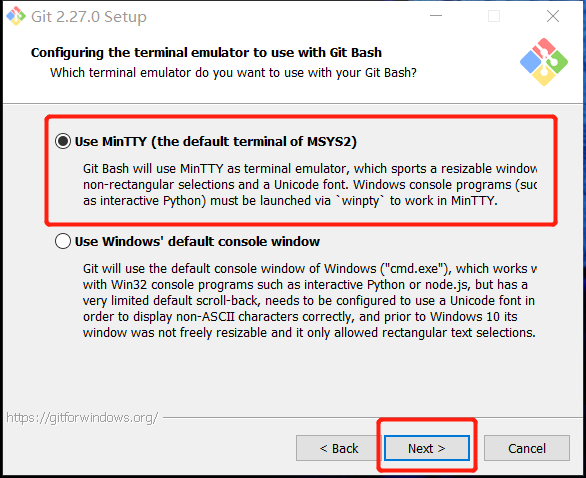 Git 2.27.0 Setup
Configuring the terminal emulator to use with Git Bash
Which terminal emulator do you want to use with your Git Bash?
Use MinTTY (the default terminal of MSYS2)
Git Bash will use MinTTY as terminal emulator, which sports a resizable window
non-rectangular selections and a Unicode font. Windows console programs (suc
as interactive Python) must be launched via `winpty` to work in MinTTY.
Use Windows' default console window
Git will use the default console window of Windows ("cmd.exe"), which works w
with Win32 console programs such as interactive Python or node.js, but has a
very limited default scroll-back, needs to be configured to use a Unicode font in
order to display non-ASCII characters correctly, and prior to Windows 10 its
window was not freely resizable and it only allowed rectangular text selections.
https://gitforwindows.org/
< Back
Next >
Cancel